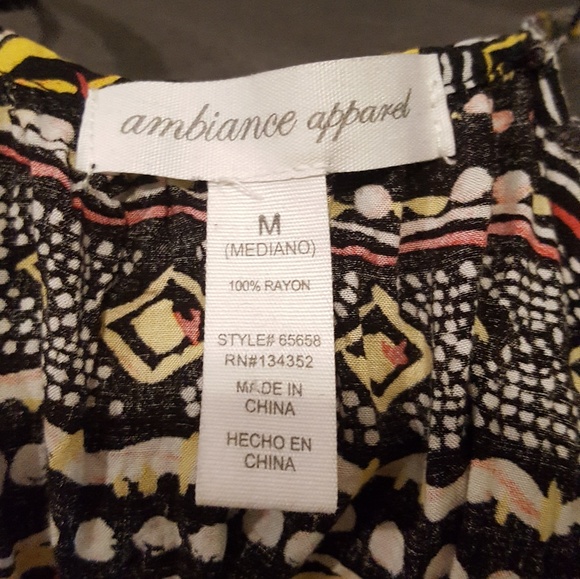 ambiance apparel
M
(MEDIANO)
100% RAYON
STYLE# 65658
RN#134352
MADE IN
CHINA
HECHO EN
CHINA